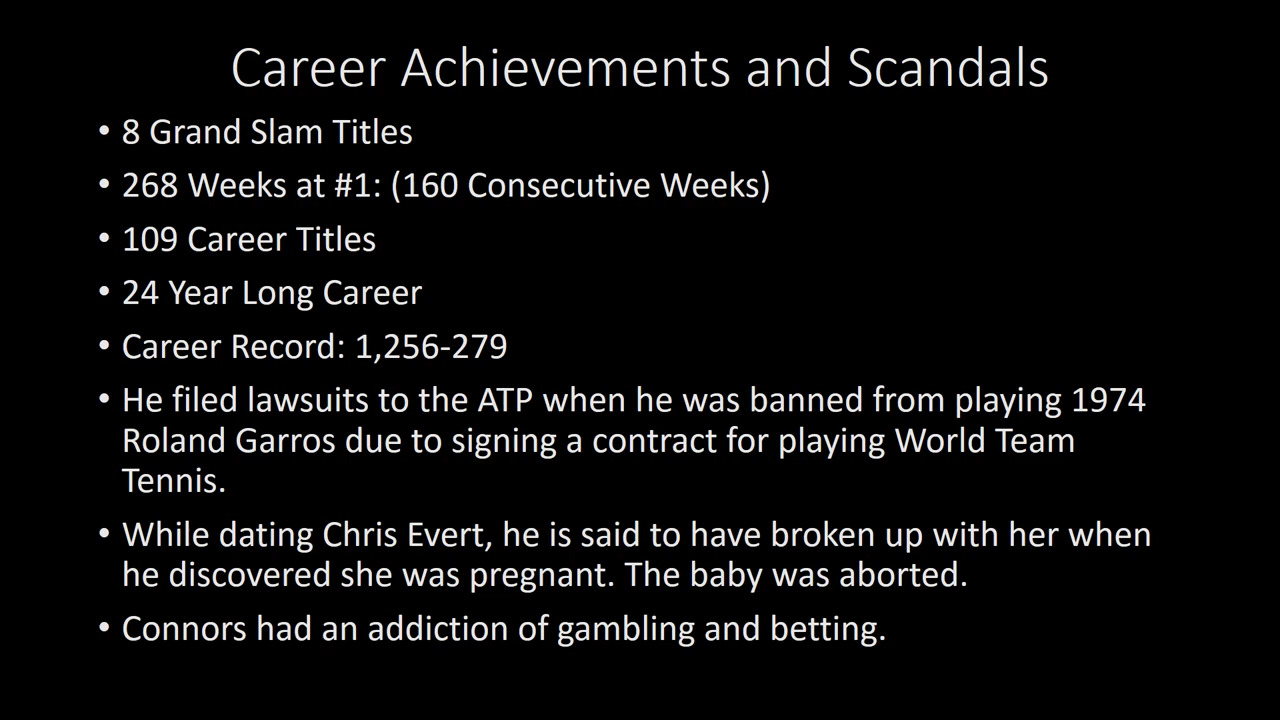 Career Achievements and Scandals
• 8 Grand Slam Titles
• 268 Weeks at #1: (160 Consecutive Weeks)
• 109 Career Titles
• 24 Year Long Career
• Career Record: 1,256-279
• He filed lawsuits to the ATP when he was banned from playing 1974
Roland Garros due to signing a contract for playing World Team
Tennis.
• While dating Chris Evert, he is said to have broken up with her when
he discovered she was pregnant. The baby was aborted.
• Connors had an addiction of gambling and betting.